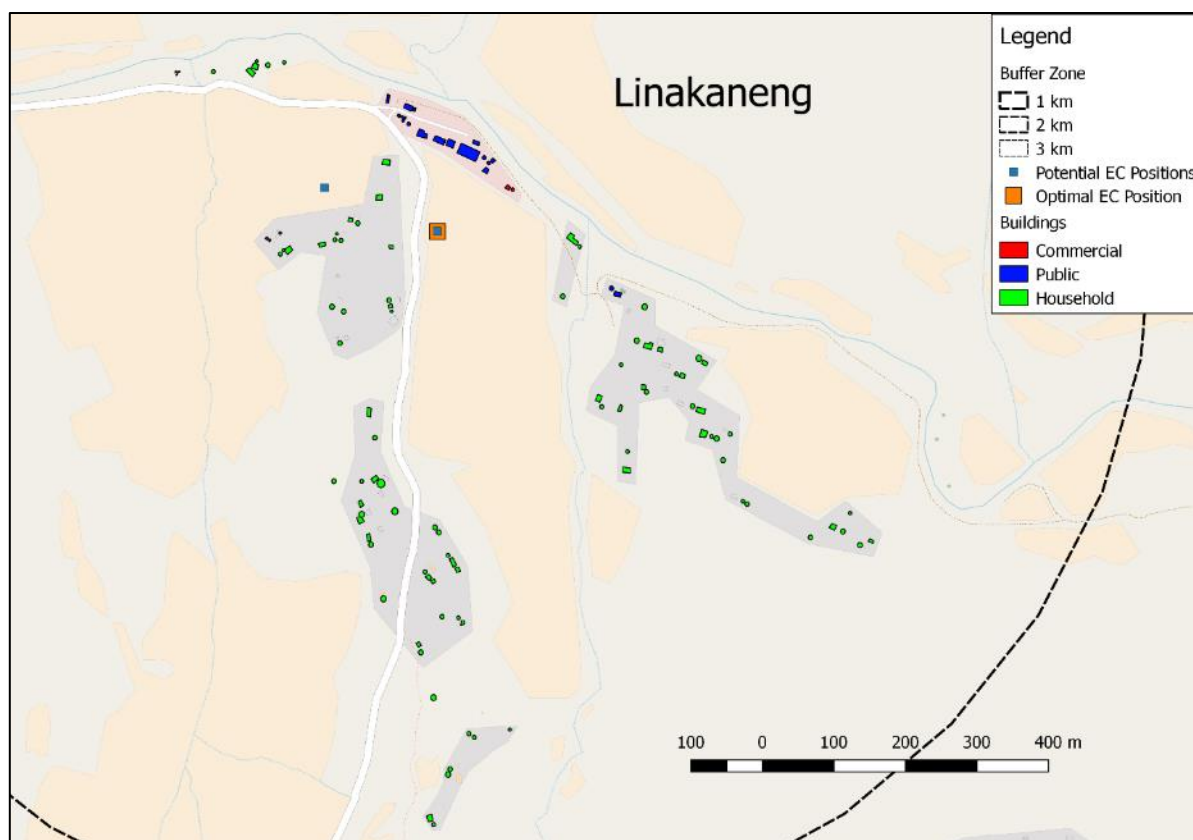 Linakaneng
Legend
Buffer Zone
1 km
2 km
3 km
Potential EC Positions
Optimal EC Position
Buildings
Commercial
Public
Household
100 0 100 200 300 400 m